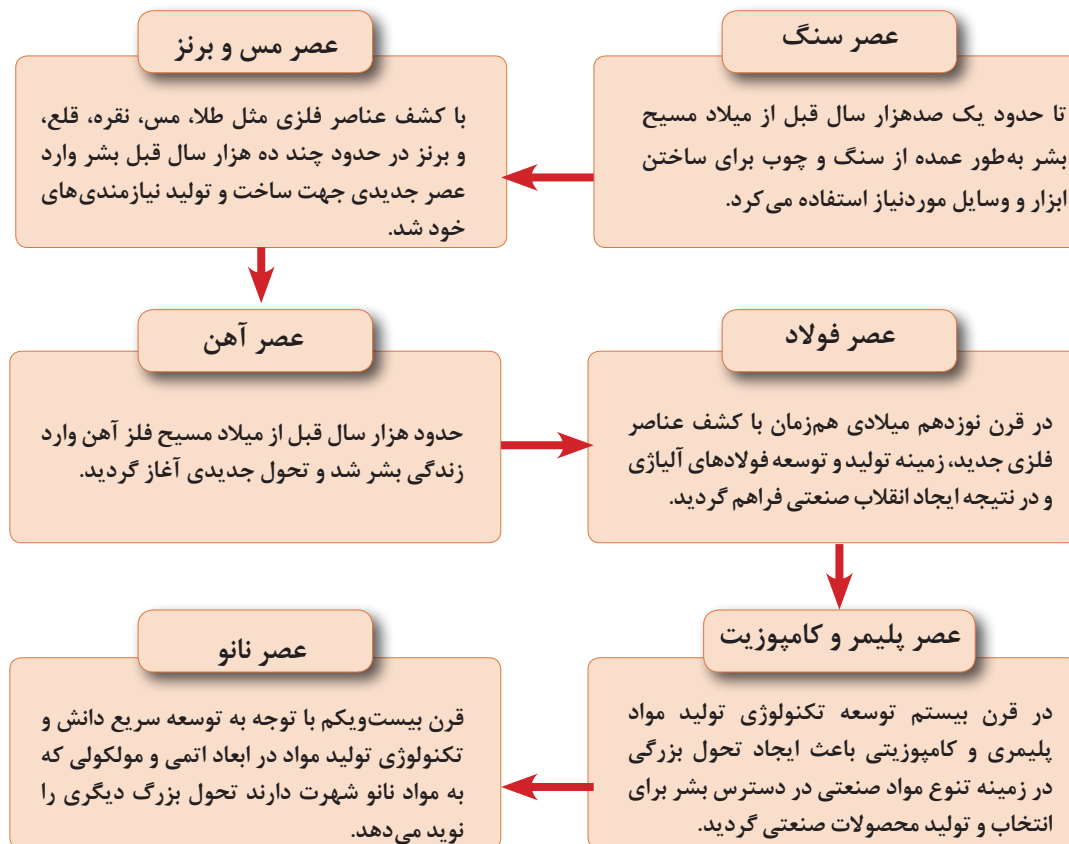 عصر سنگ
تا حدود یک صدهزار سال قبل از میلاد مسیح
بشر به‌طور عمده از سنگ و چوب برای ساختن
ابزار و وسایل موردنیاز استفاده می‌کرد.
عصر مس و برنز
با کشف عناصر فلزی مثل طلا، مس، نقره، قلع،
و برنز در حدود چند ده هزار سال قبل بشر وارد
عصر جدیدی جهت ساخت و تولید نیازمندی‌های
خود شد.
عصر آهن
حدود هزار سال قبل از میلاد مسیح فلز آهن وارد
زندگی بشر شد و تحول جدیدی آغاز گردید.
عصر فولاد
در قرن نوزدهم میلادی هم‌زمان با کشف عناصر
فلزی جدید، زمینه تولید و توسعه فولادهای آلیاژی
و در نتیجه ایجاد انقلاب صنعتی فراهم گردید.
عصر پلیمر و کامپوزیت
در قرن بیستم توسعه تکنولوژی تولید مواد
پلیمری و کامپوزیتی باعث ایجاد تحول بزرگی
در زمینه تنوع مواد صنعتی در دسترس بشر برای
انتخاب و تولید محصولات صنعتی گردید.
عصر نانو
قرن بیست‌ویکم با توجه به توسعه سریع دانش و
تکنولوژی تولید مواد در ابعاد اتمی و مولکولی که
به مواد نانو شهرت دارند تحول بزرگ دیگری را
نوید می‌دهد.